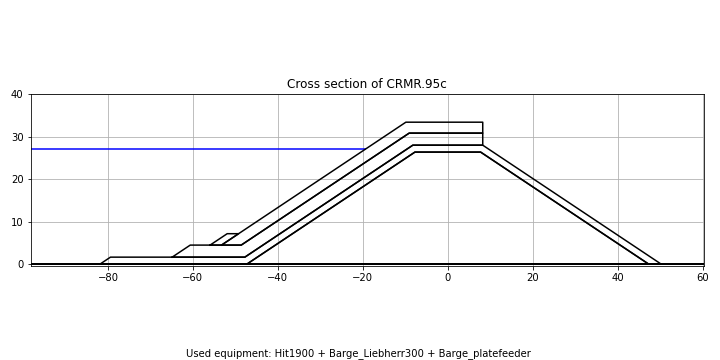 Cross section of CRMR.95c
40
30
20
10
0
−80 −60 −40 −20 0 20 40 60
Used equipment: Hit1900 + Barge_Liebherr300 + Barge_platefeeder